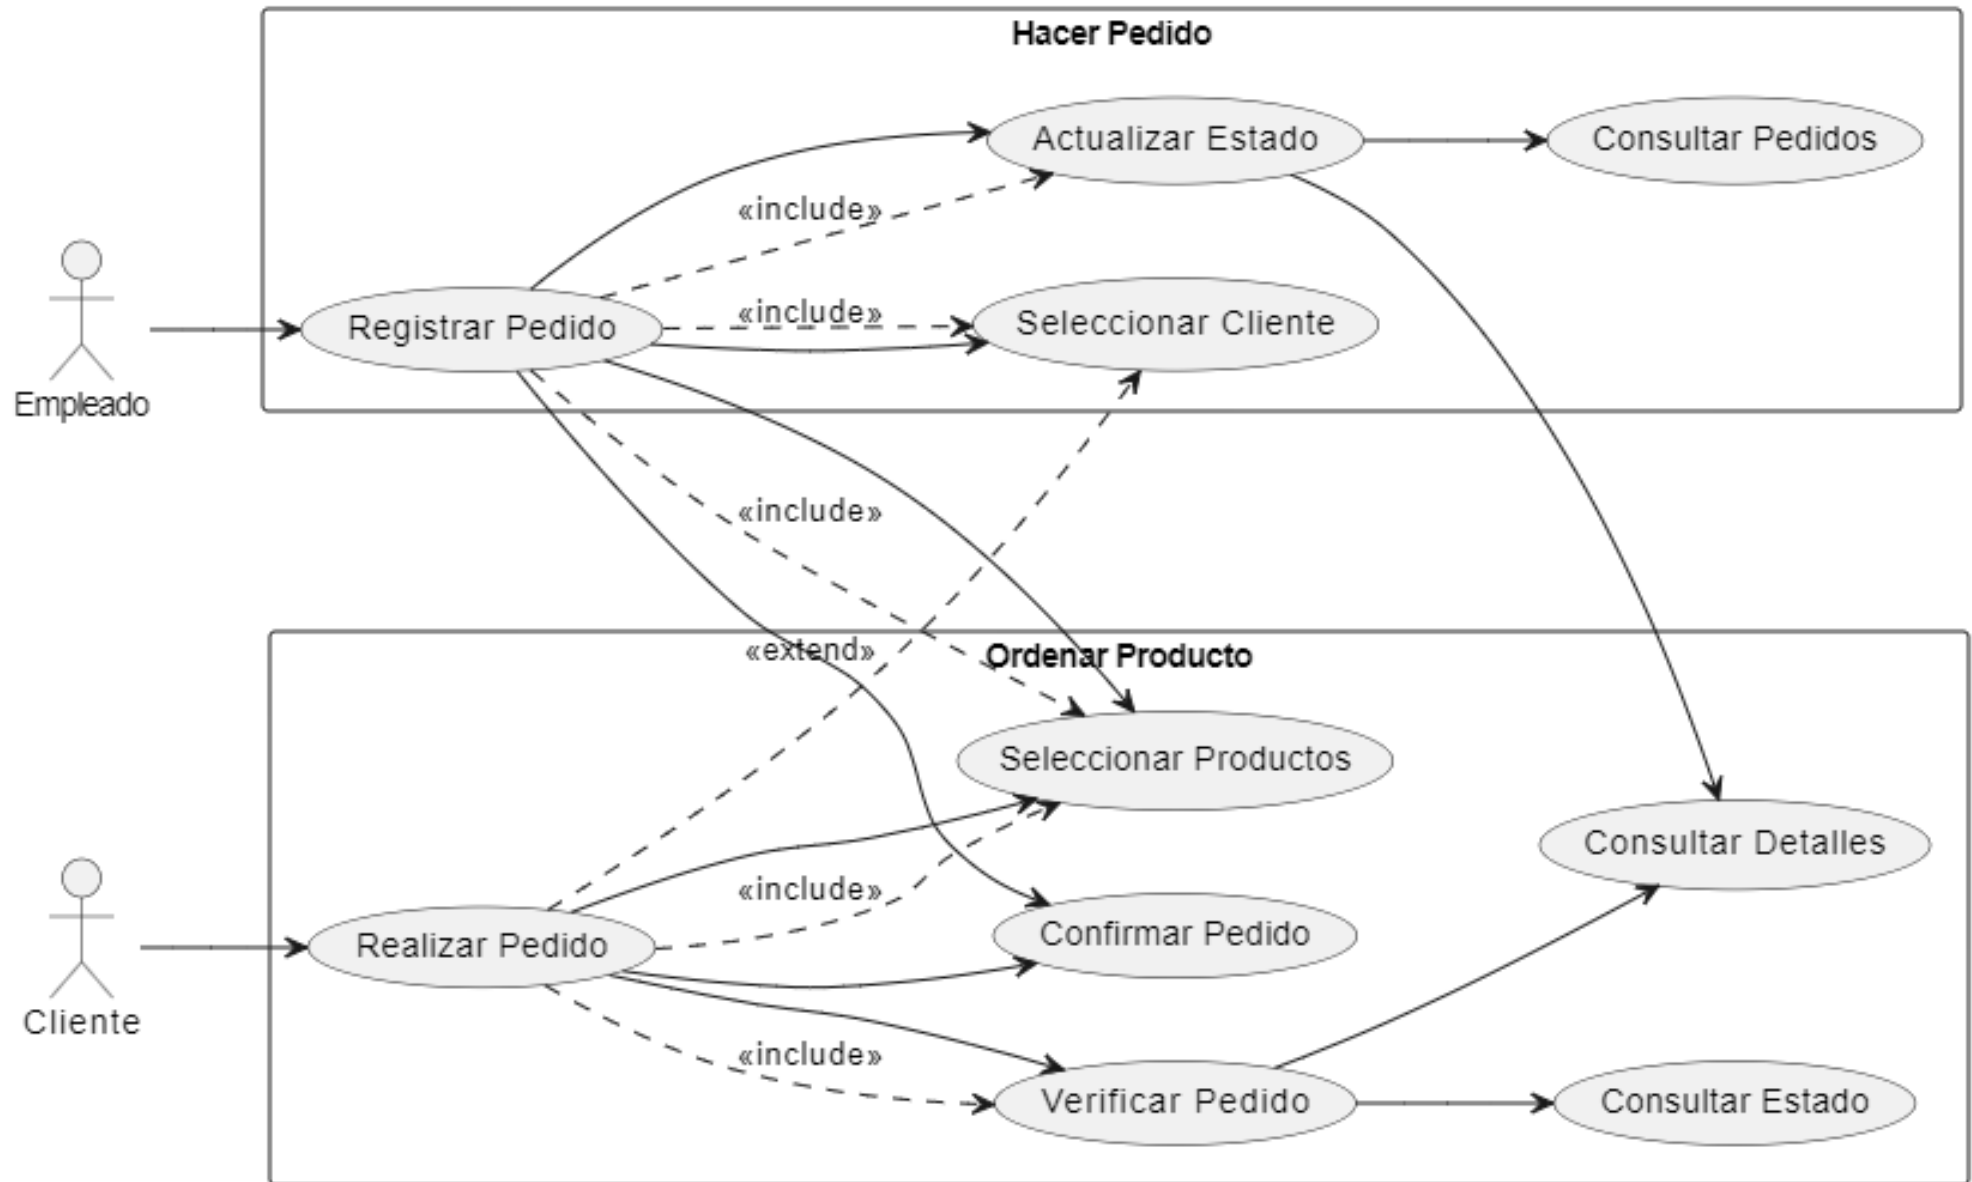 Hacer Pedido
Actualizar Estado
Consultar Pedidos
«include»
«include»
Seleccionar Cliente
Registrar Pedido
Empleado
«include»
«extend»
Ordenar Producto
Seleccionar Productos
Consultar Detalles
«include»
Confirmar Pedido
Realizar Pedido
Cliente
«include»
Verificar Pedido
Consultar Estado